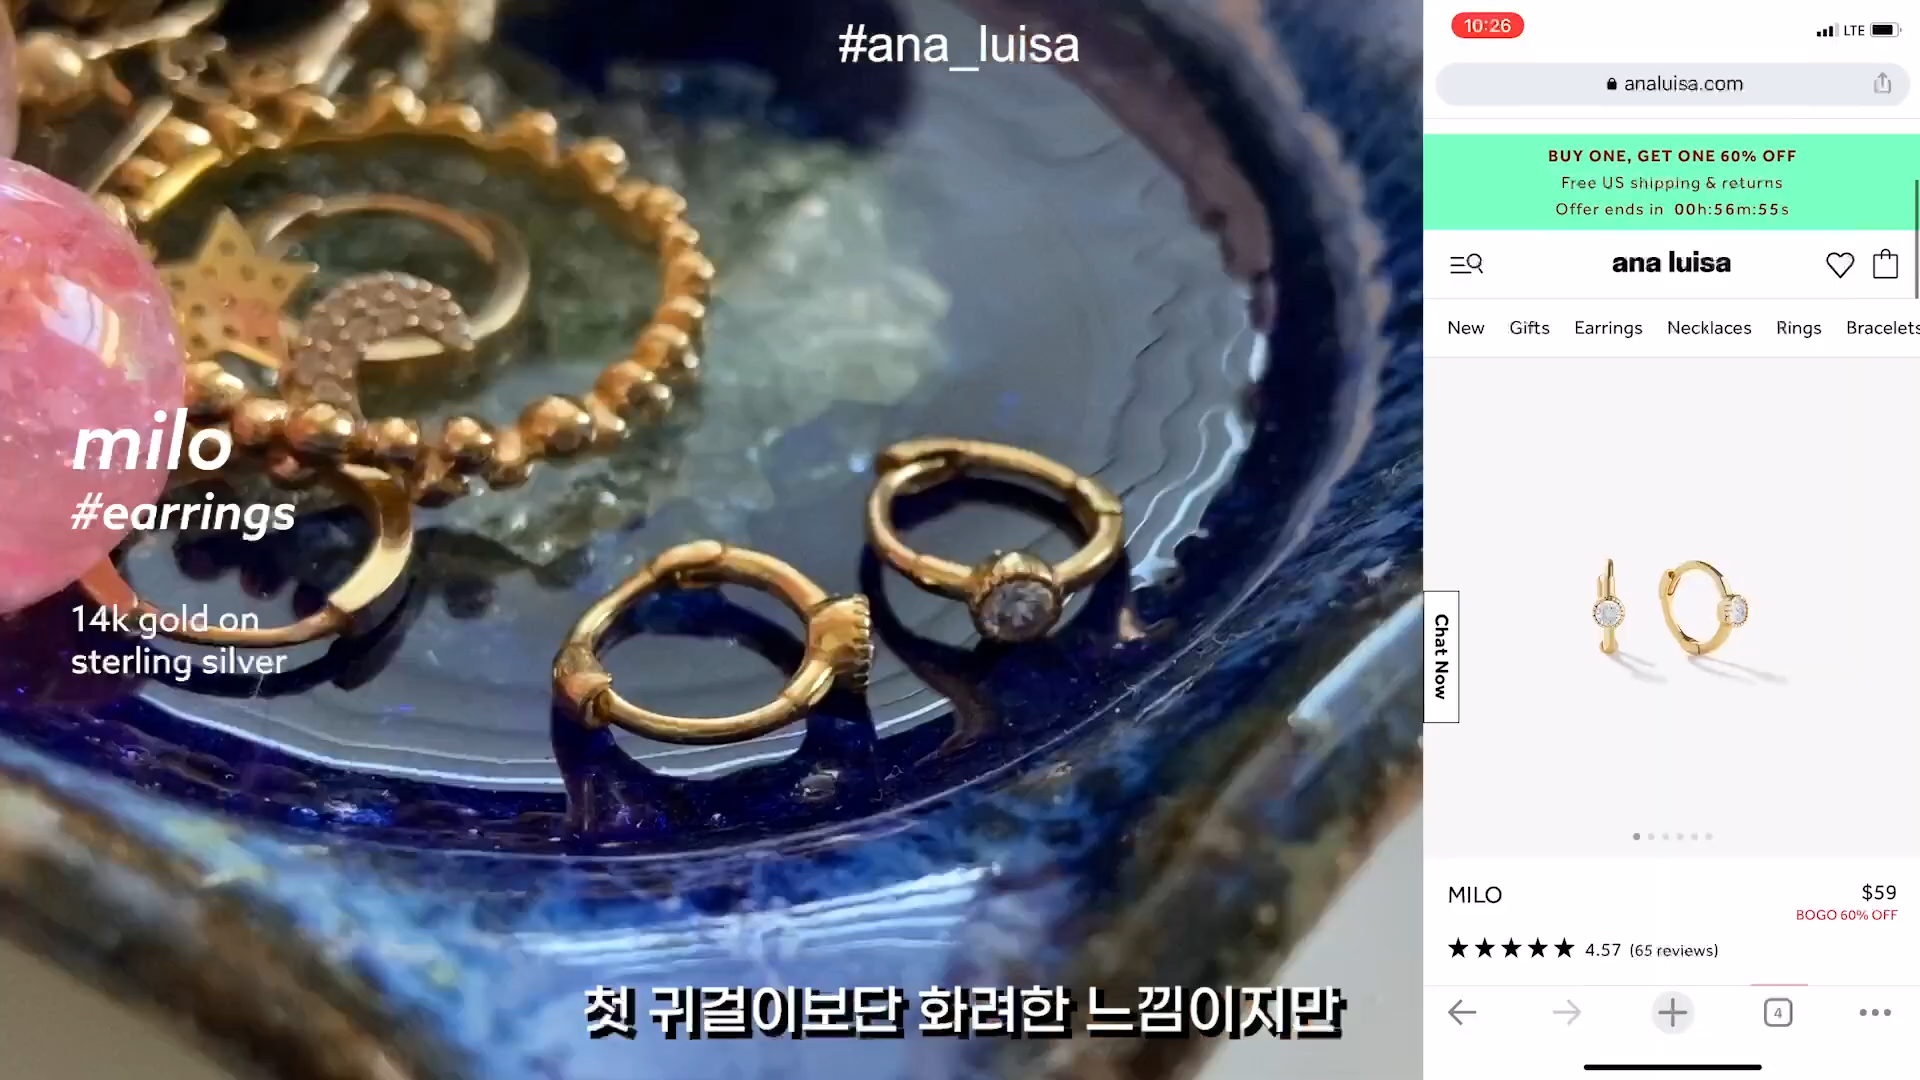 #ana_luisa
milo
#earrings
14k gold on
sterling silver
첫 귀걸이보단 화려한 느낌이지만
10:26
LTE
analuisa.com
BUY ONE, GET ONE 60% OFF
Free US shipping & returns
Offer ends in 00h:56m:55s
ana luisa
New Gifts Earrings Necklaces Rings Bracelets
Chat Now
MILO
$59
BOGO 60% OFF
4.57 (65 reviews)
4